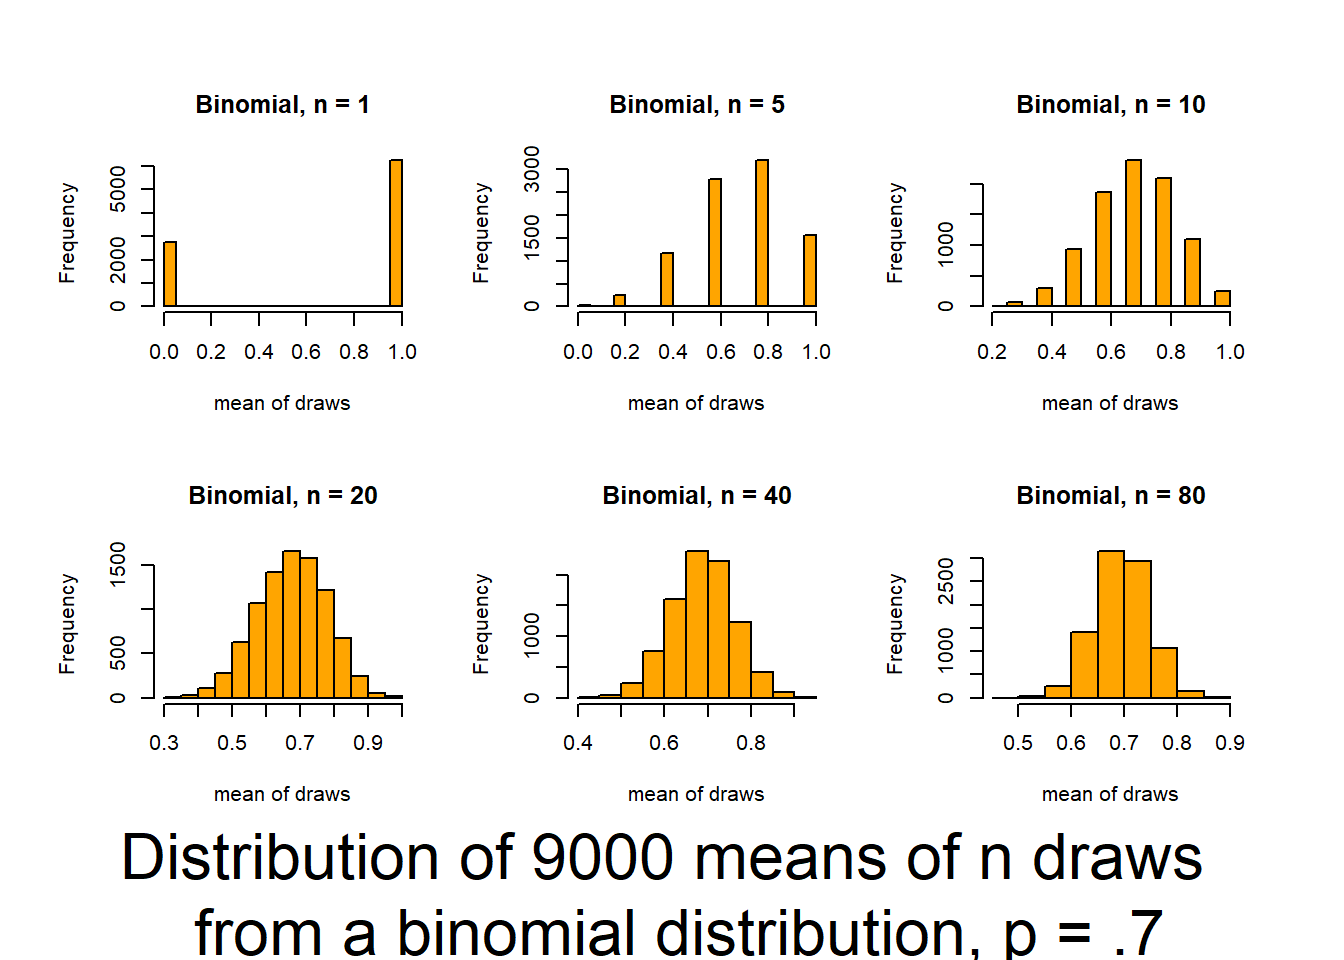 Binomial, n = 1
Frequency
5000
2000
0
0.0 0.2 0.4 0.6 0.8 1.0
mean of draws
Binomial, n = 5
Frequency
3000
1500
0
0.0 0.2 0.4 0.6 0.8 1.0
mean of draws
Binomial, n = 10
Frequency
1000
0
0.2 0.4 0.6 0.8 1.0
mean of draws
Binomial, n = 20
Frequency
1500
500
0
0.3 0.5 0.7 0.9
mean of draws
Binomial, n = 40
Frequency
1000
0
0.4 0.6 0.8
mean of draws
Binomial, n = 80
Frequency
2500
1000
0
0.5 0.6 0.7 0.8 0.9
mean of draws
Distribution of 9000 means of n draws
from a binomial distribution, p = .7